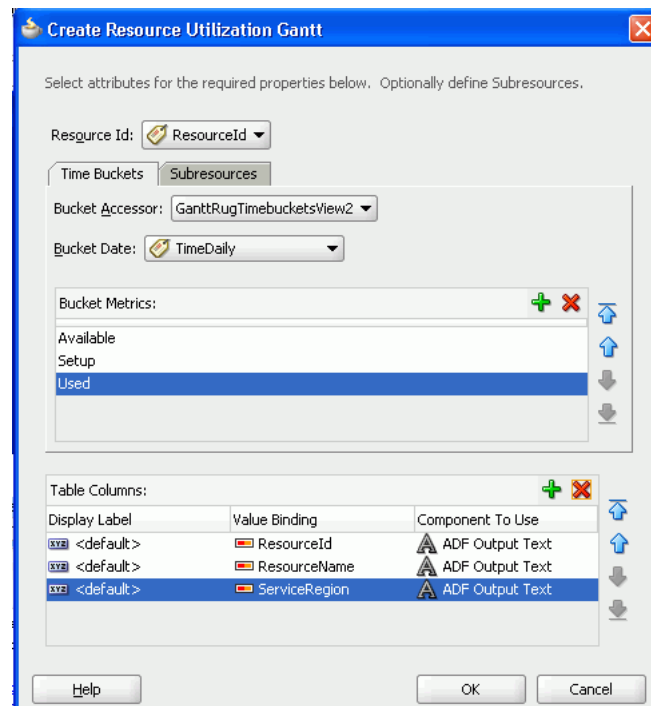 Create Resource Utilization Gantt
Select attributes for the required properties below. Optionally define Subresources.
Resource Id: ResourceId
Time Buckets Subresources
Bucket Accessor: GanttRugTimebucketsView2
Bucket Date: TimeDaily
Bucket Metrics:
Available
Setup
Used
Table Columns:
Display Label Value Binding Component To Use
XYZ <default> ResourceId A ADF Output Text
XYZ <default> ResourceName A ADF Output Text
XYZ <default> ServiceRegion A ADF Output Text
Help OK Cancel